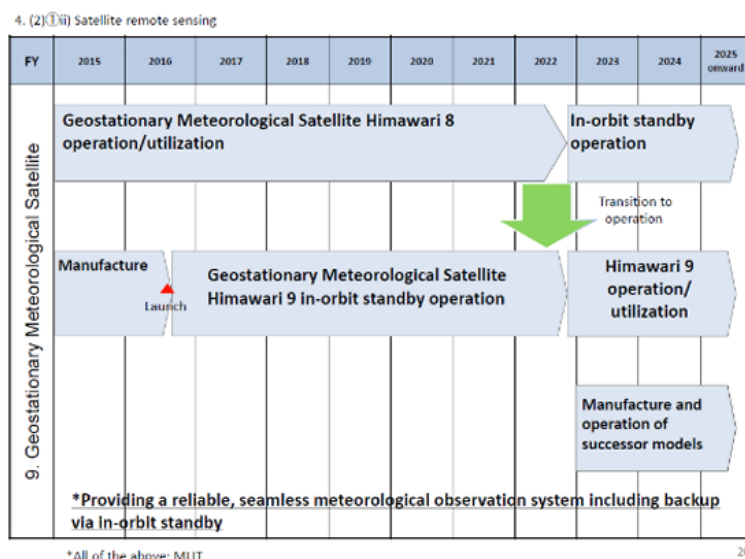 4. (2)①ii) Satellite remote sensing
FY 2015 2016 2017 2018 2019 2020 2021 2022 2023 2024 2025 onward
9. Geostationary Meteorological Satellite
Geostationary Meteorological Satellite Himawari 8
operation/utilization
In-orbit standby
operation
Transition to
operation
Manufacture
Launch
Geostationary Meteorological Satellite
Himawari 9 in-orbit standby operation
Himawari 9
operation/
utilization
Manufacture and
operation of
successor models
*Providing a reliable, seamless meteorological observation system including backup
via in-orbit standby
*All of the above: MLIT